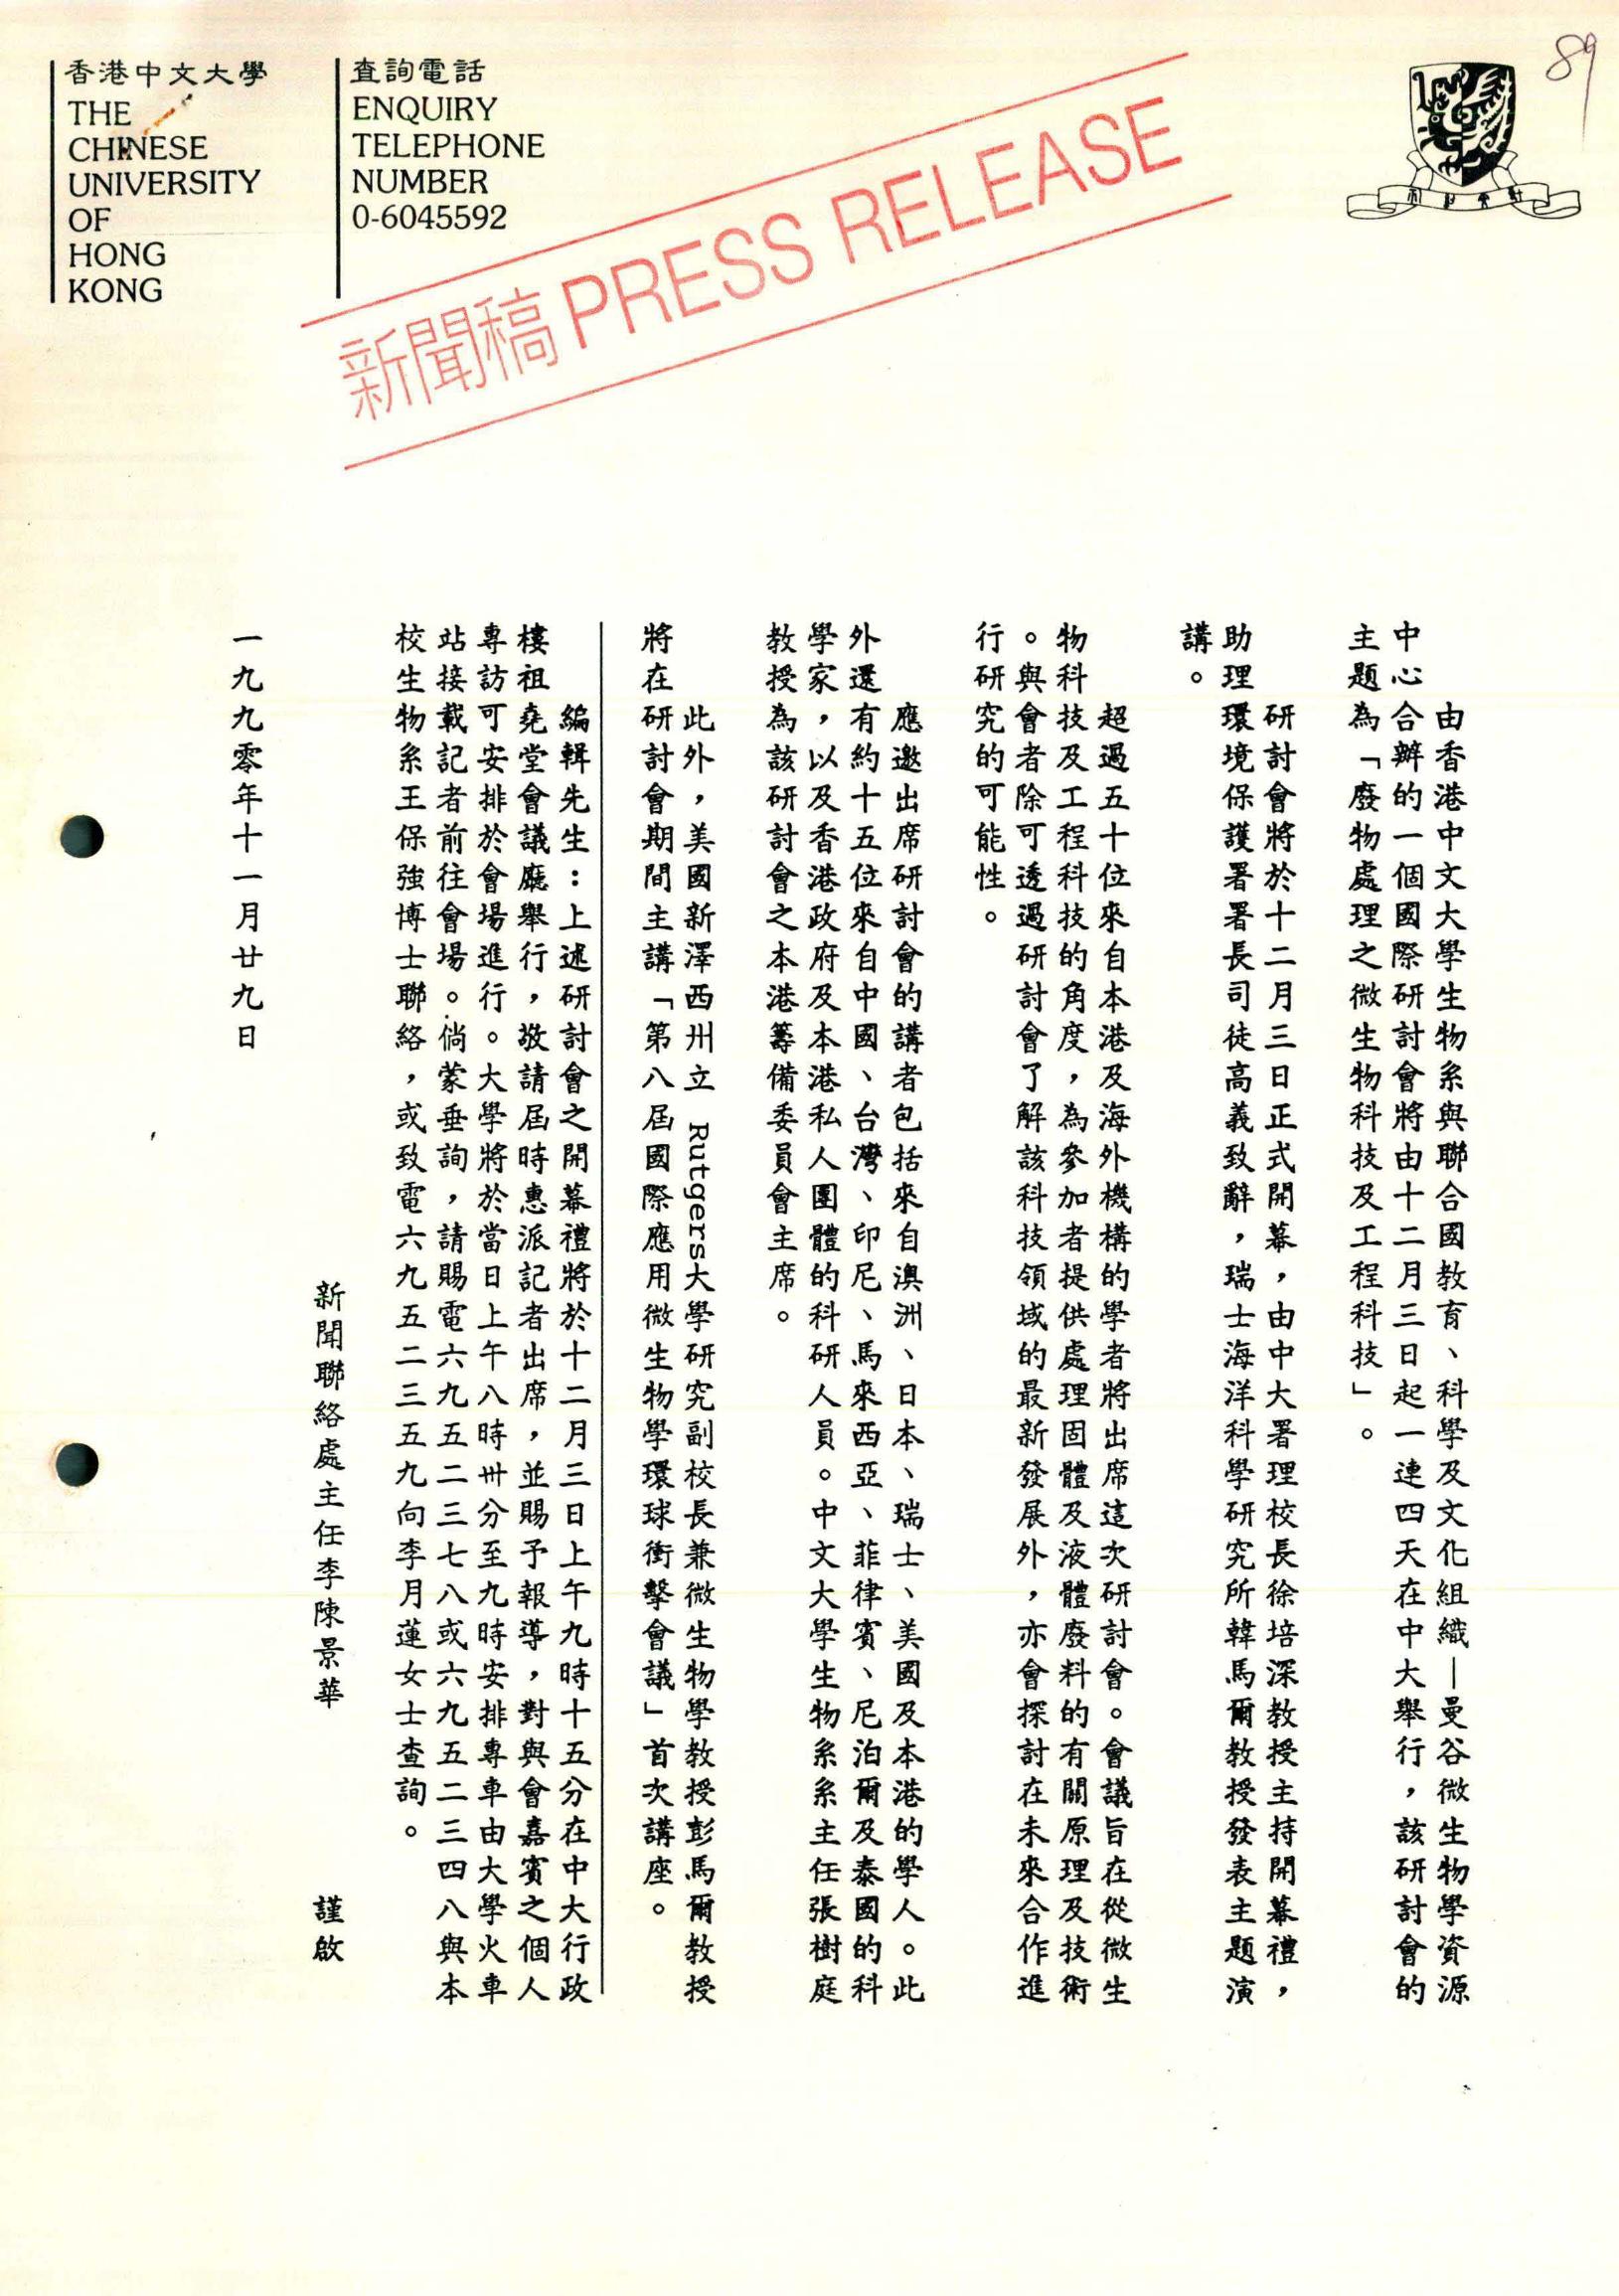 香港中文大學
THE
CHINESE
UNIVERSITY
OF
HONG
KONG
查詢電話
ENQUIRY
TELEPHONE
NUMBER
0-6045592
新聞稿 PRESS RELEASE
89
由香港中文大學生物系與聯合國教育、科學及文化組織—曼谷微生物學資源
中心合辦的一個國際研討會將由十二月三日起一連四天在中大舉行，該研討會的
主題為「廢物處理之微生物科技及工程科技」。
研討會將於十二月三日正式開幕，由中大署理校長徐培深教授主持開幕禮，
助理環境保護署署長司徒高義致辭，瑞士海洋科學研究所韓馬爾教授發表主題演
講。
超過五十位來自本港及海外機構的學者將出席這次研討會。會議旨在從微生
物科技及工程科技的角度，為參加者提供處理固體及液體廢料的有關原理及技術
。與會者除可透過研討會了解該科技領域的最新發展外，亦會探討在未來合作進
行研究的可能性。
應邀出席研討會的講者包括來自澳洲、日本、瑞士、美國及本港的學人。此
外還有約十五位來自中國、台灣、印尼、馬來西亞、菲律賓、尼泊爾及泰國的科
學家，以及香港政府及本港私人團體的科研人員。中文大學生物系系主任張樹庭
教授為該研討會之本港籌備委員會主席。
此外，美國新澤西州立 Rutgers大學研究副校長兼微生物學教授彭馬爾教授
將在研討會期間主講「第八屆國際應用微生物學環球衝擊會議」首次講座。
編輯先生：上述研討會之開幕禮將於十二月三日上午九時十五分在中大行政
樓祖堯堂會議廳舉行，敬請屆時惠派記者出席，並賜予報導，對與會嘉賓之個人
專訪可安排於會場進行。大學將於當日上午八時卅分至九時安排專車由大學火車
站接載記者前往會場。倘蒙垂詢，請賜電六九五二三七八或六九五二三四八與本
校生物系王保強博士聯絡，或致電六九五二三五九向李月蓮女士查詢。
新聞聯絡處主任李陳景華 謹啟
一九九零年十一月廿九日